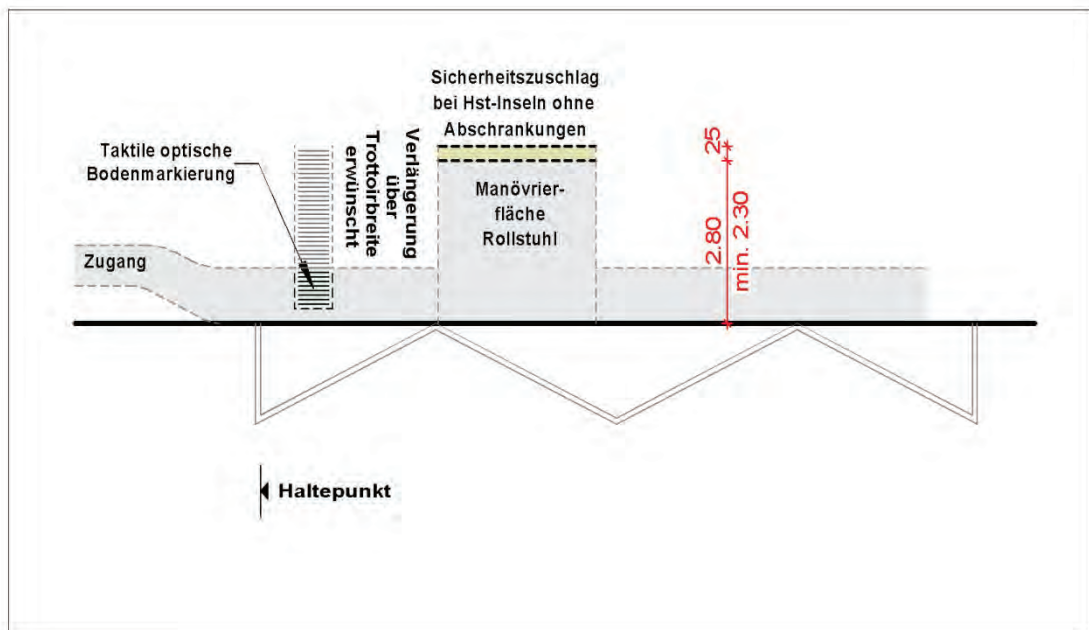 Sicherheitszuschlag
bei Hst-Inseln ohne
Abschrankungen
Taktile optische
Bodenmarkierung
Verlängerung
über
Trottoirbreite
erwünscht
Manövrier-
fläche
Rollstuhl
25
2.80
min. 2.30
Zugang
Haltepunkt